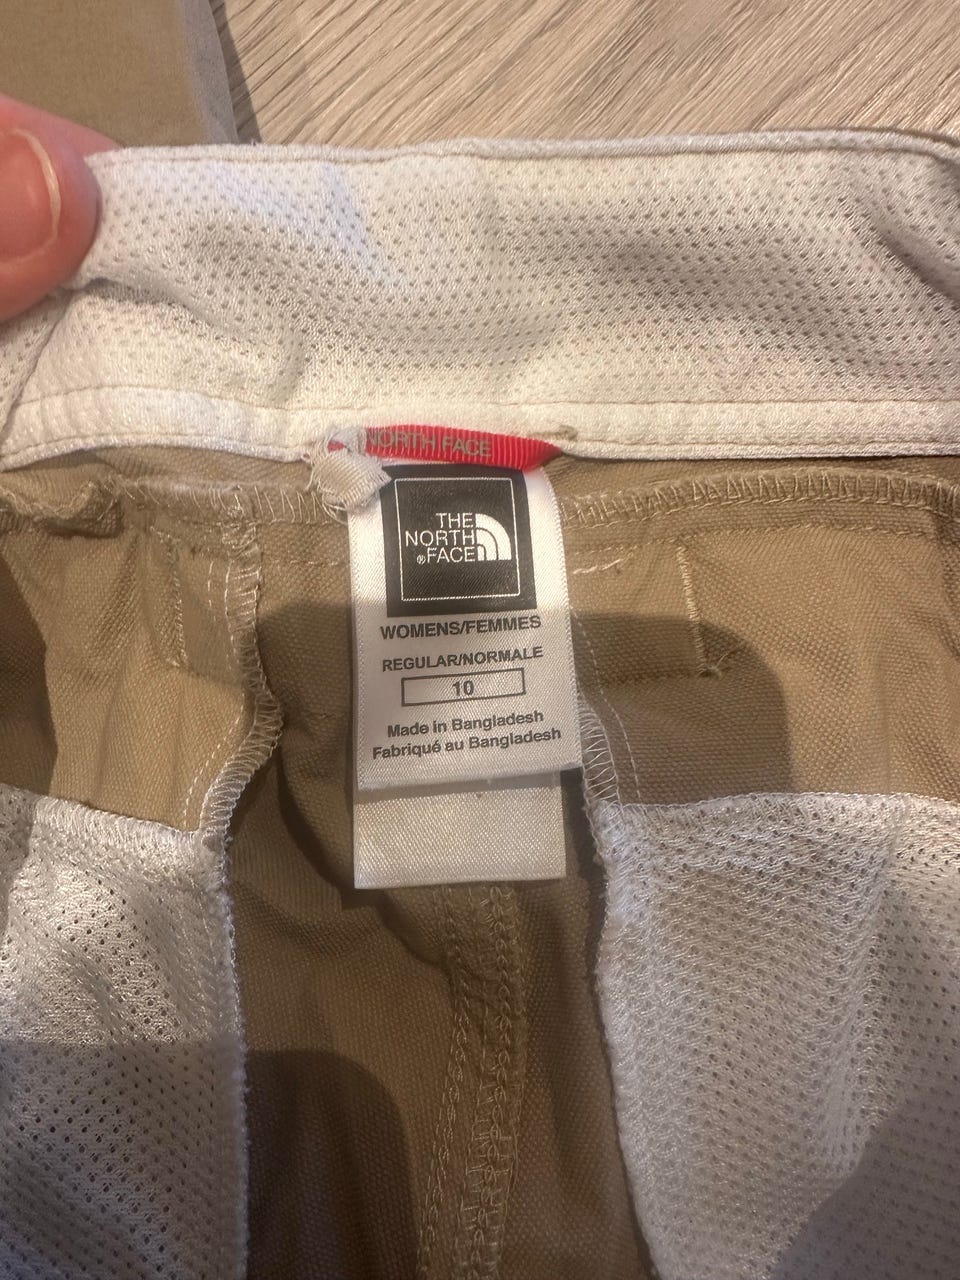 NORTH FACE
THE
NORTH
®FACE
WOMENS/FEMMES
REGULAR/NORMALE
10
Made in Bangladesh
Fabriqué au Bangladesh